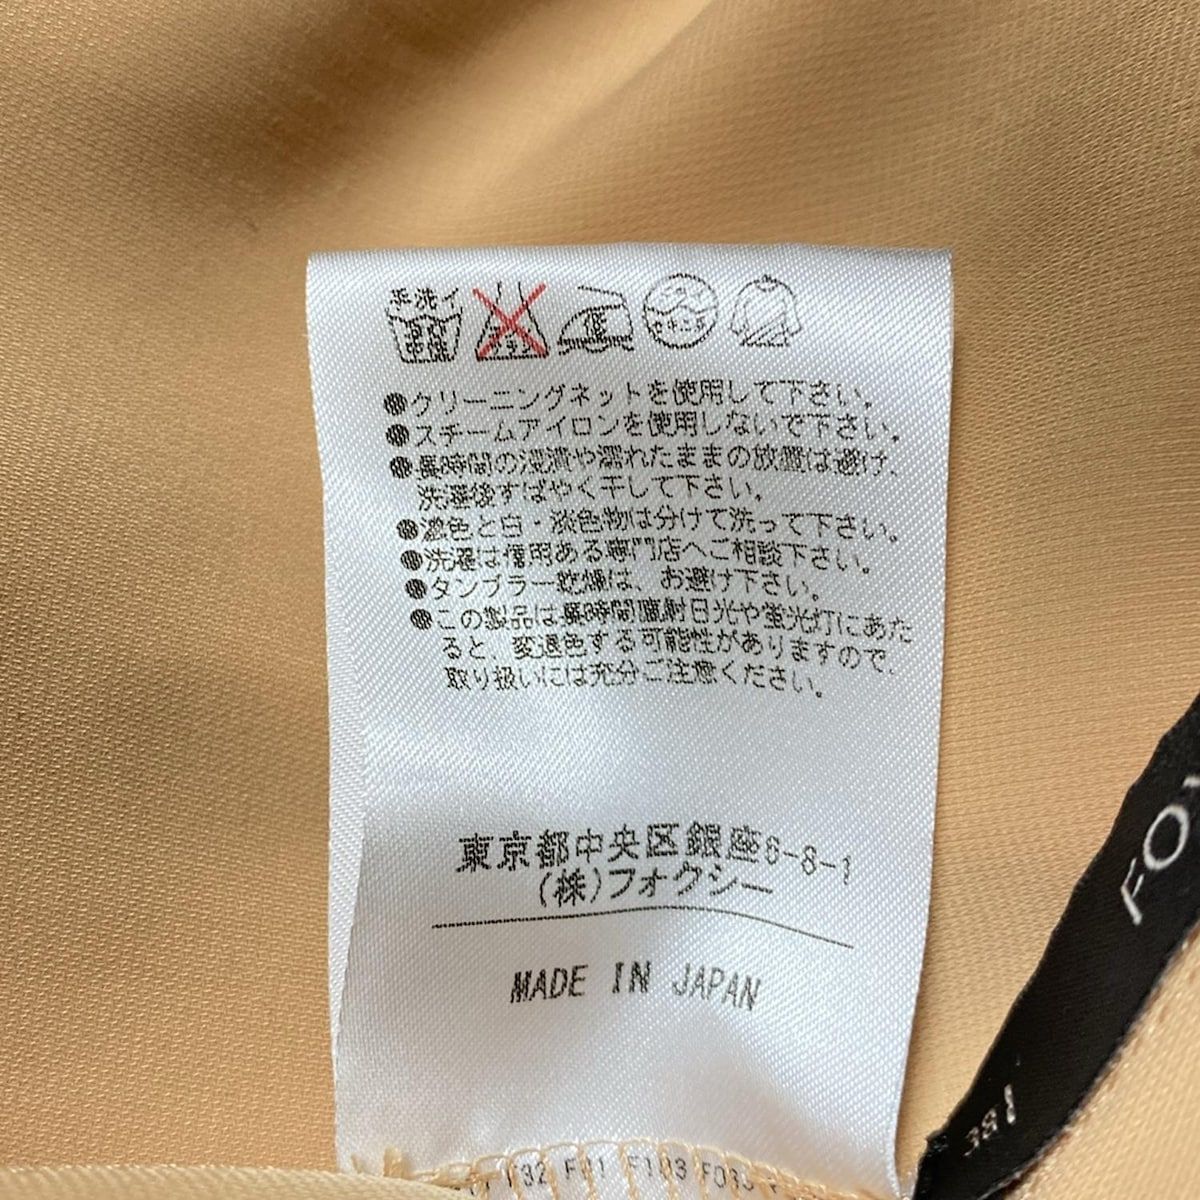 手洗イ
セキユ系
●クリーニングネットを使用して下さい。
●スチームアイロンを使用しないで下さい。
●長時間の浸漬や濡れたままの放置は避け、
洗濯後すばやく干して下さい。
●濃色と白・淡色物は分けて洗って下さい。
●洗濯は信用ある専門店へご相談下さい。
●タンブラー乾燥は、お避け下さい。
●この製品は長時間直射日光や蛍光灯にあた
ると、変退色する可能性がありますので、
取り扱いには充分ご注意ください。
東京都中央区銀座6-8-1
(株)フォクシー
MADE IN JAPAN
132 F01 F103